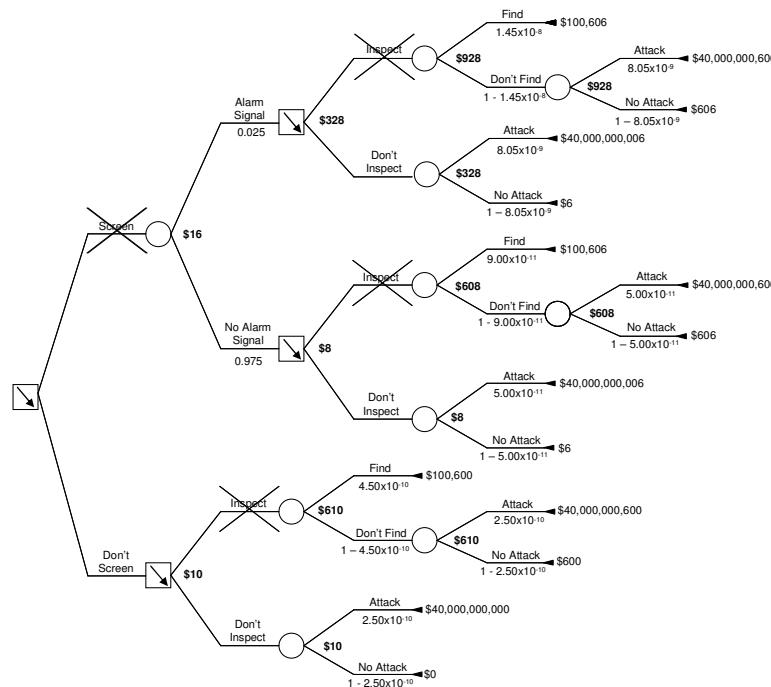 Find
1.45x10-8
$100,606
Inspect
$928
Attack
8.05x10-9
$40,000,000,60
Don't Find
1 - 1.45x10-8
$928
No Attack
1 – 8.05x10-9
$606
Alarm
Signal
0.025
$328
Attack
8.05x10-9
$40,000,000,006
Don't
Inspect
$328
No Attack
1 – 8.05x10-9
$6
Screen
$16
Find
9.00x10-11
$100,606
Inspect
$608
Attack
5.00x10-11
$40,000,000,60
Don't Find
1 - 9.00x10-11
$608
No Attack
1 – 5.00x10-11
$606
No Alarm
Signal
0.975
$8
Attack
5.00x10-11
$40,000,000,006
Don't
Inspect
$8
No Attack
1 – 5.00x10-11
$6
Find
4.50x10-10
$100,600
Inspect
$610
Attack
2.50x10-10
$40,000,000,600
Don't Find
1 – 4.50x10-10
$610
No Attack
1 - 2.50x10-10
$600
Don't
Screen
$10
Attack
2.50x10-10
$40,000,000,000
Don't
Inspect
$10
No Attack
1 - 2.50x10-10
$0